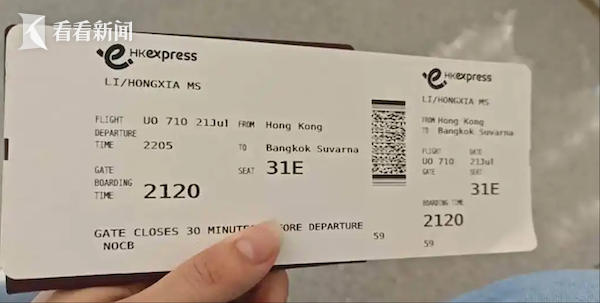 看看新闻
HKexpress
LI/HONGXIA MS
FLIGHT UO 710 21Jul FROM Hong Kong
DEPARTURE
TIME 2205 TO Bangkok Suvarna
GATE SEAT 31E
BOARDING
TIME 2120
GATE CLOSES 30 MINUTES BEFORE DEPARTURE
NOCB 59
HKexpress
LI/HONGXIA MS
FROM Hong Kong
TO Bangkok Suvarna
FLIGHT DATE
UO 710 21Jul
GATE SEAT
31E
BOARDING TIME
2120
59